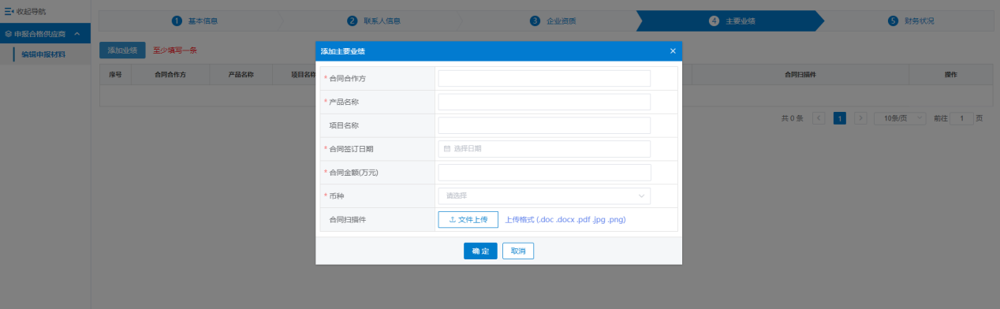 收起导航
1 基本信息
2 联系人信息
3 企业资质
4 主要业绩
5 财务状况
申报合格供应商
编辑申报材料
添加业绩 至少填写一条
序号 合同合作方 产品名称 项目名称 合同扫描件 操作
共 0 条 1 10条/页 前往 1 页
添加主要业绩
* 合同合作方
* 产品名称
项目名称
* 合同签订日期 选择日期
* 合同金额(万元)
* 币种 请选择
合同扫描件 文件上传 上传格式 (.doc .docx .pdf .jpg .png)
确 定 取消